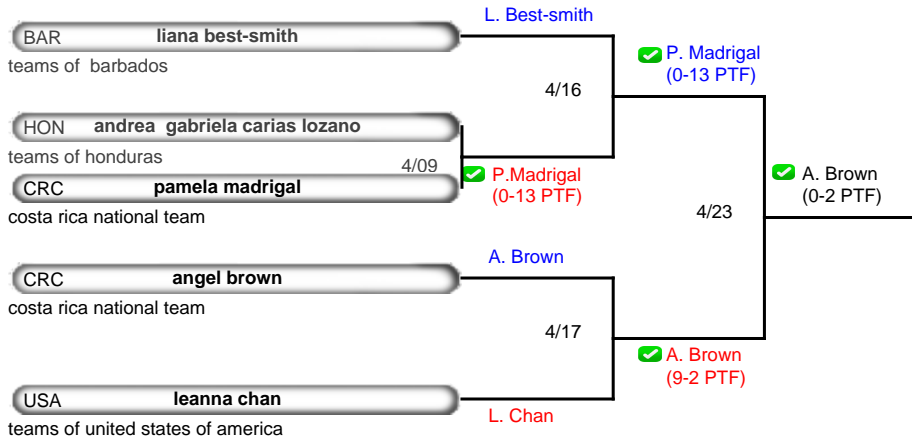 L. Best-smith
BAR liana best-smith
teams of  barbados
P. Madrigal
(0-13 PTF)
4/16
HON andrea  gabriela carias lozano
teams of honduras
4/09
CRC pamela madrigal
costa rica national team
P.Madrigal
(0-13 PTF)
A. Brown
(0-2 PTF)
4/23
A. Brown
CRC angel brown
costa rica national team
4/17
A. Brown
(9-2 PTF)
USA leanna chan
teams of united states of america
L. Chan